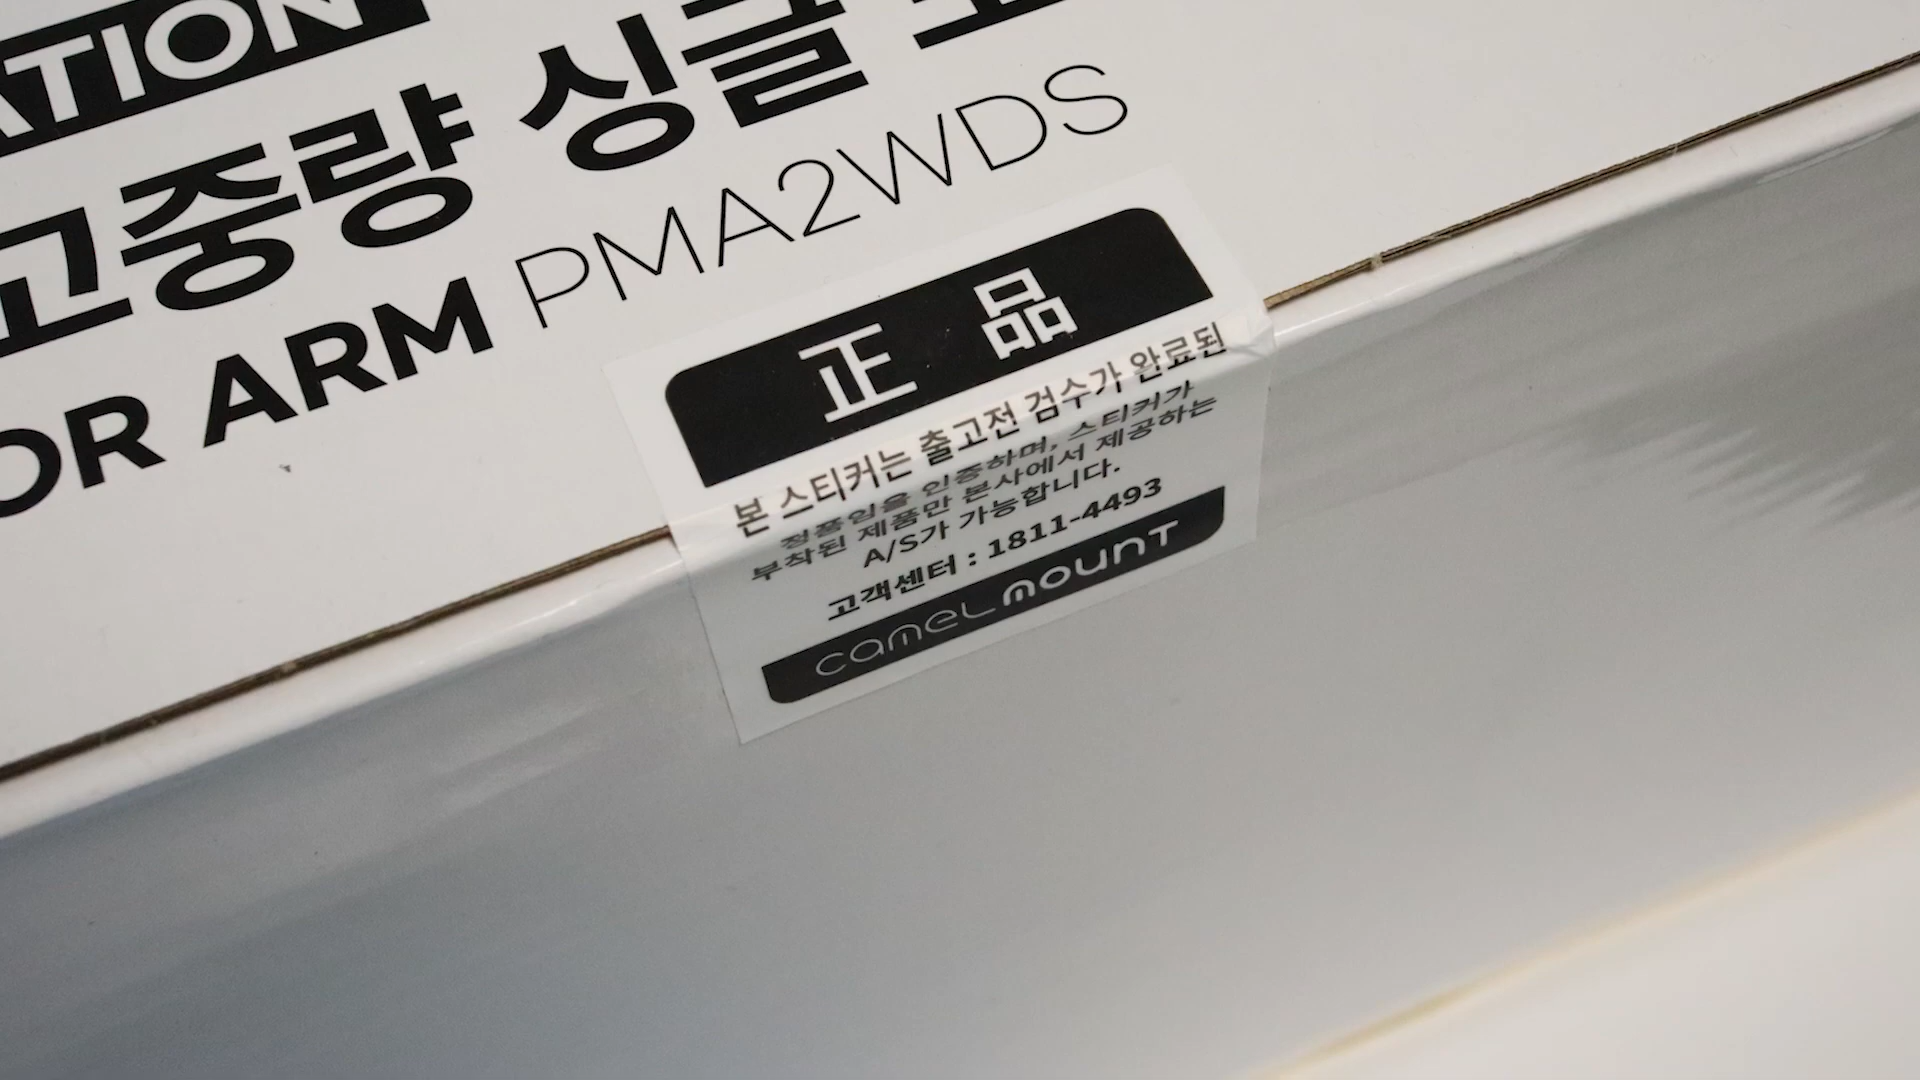 ATION
고중량 싱글
OR ARM PMA2WDS
正品
본 스티커는 출고전 검수가 완료된
정품임을 인증하며, 스티커가
부착된 제품만 본사에서 제공하는
A/S가 가능합니다.
고객센터 : 1811-4493
camel mount